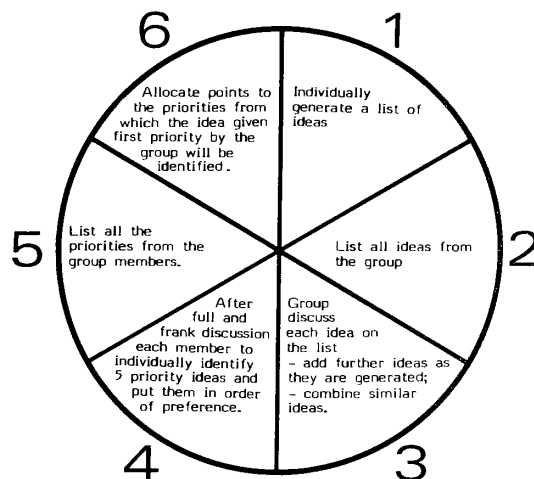 1
Individually
generate a list of
ideas
2
List all ideas from
the group
3
Group
discuss
each idea on
the list
- add further ideas as
they are generated;
- combine similar
ideas.
4
After
full and
frank discussion
each member to
individually identify
5 priority ideas and
put them in order
of preference.
5
List all the
priorities from the
group members.
6
Allocate points to
the priorities from
which the idea given
first priority by the
group will be
identified.